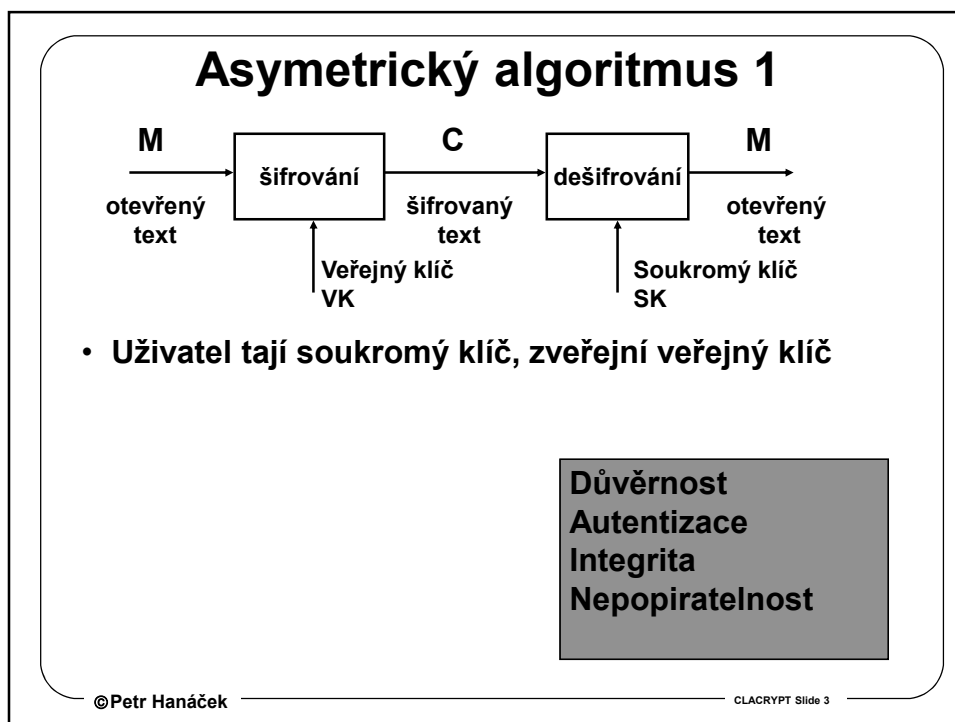 Asymetrický algoritmus 1
M
C
M
šifrování
dešifrování
otevřený
text
šifrovaný
text
otevřený
text
Veřejný klíč
VK
Soukromý klíč
SK
• Uživatel tají soukromý klíč, zveřejní veřejný klíč
Důvěrnost
Autentizace
Integrita
Nepopiratelnost
©Petr Hanáček
CLACRYPT Slide 3